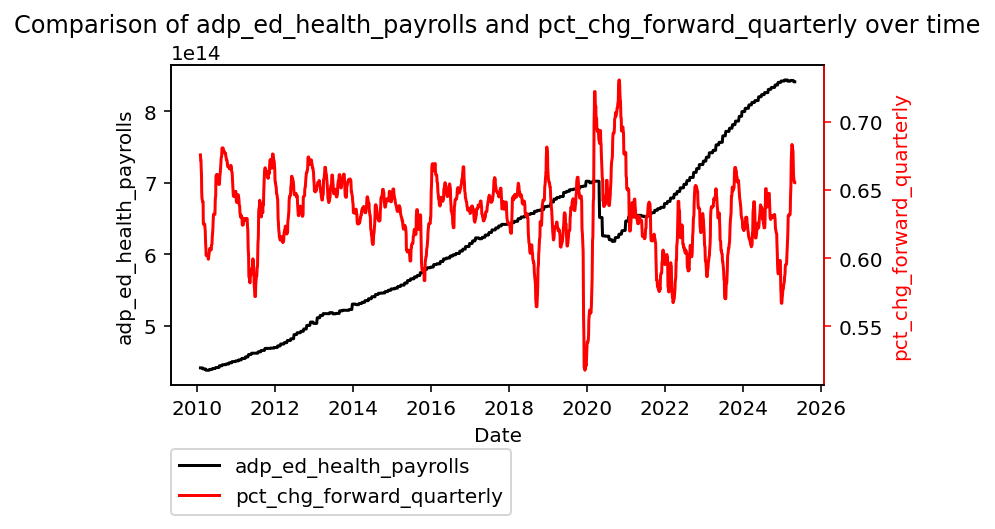 Comparison of adp_ed_health_payrolls and pct_chg_forward_quarterly over time
1e14
8
7
6
5
adp_ed_health_payrolls
0.70
0.65
0.60
0.55
pct_chg_forward_quarterly
2010 2012 2014 2016 2018 2020 2022 2024 2026
Date
adp_ed_health_payrolls
pct_chg_forward_quarterly